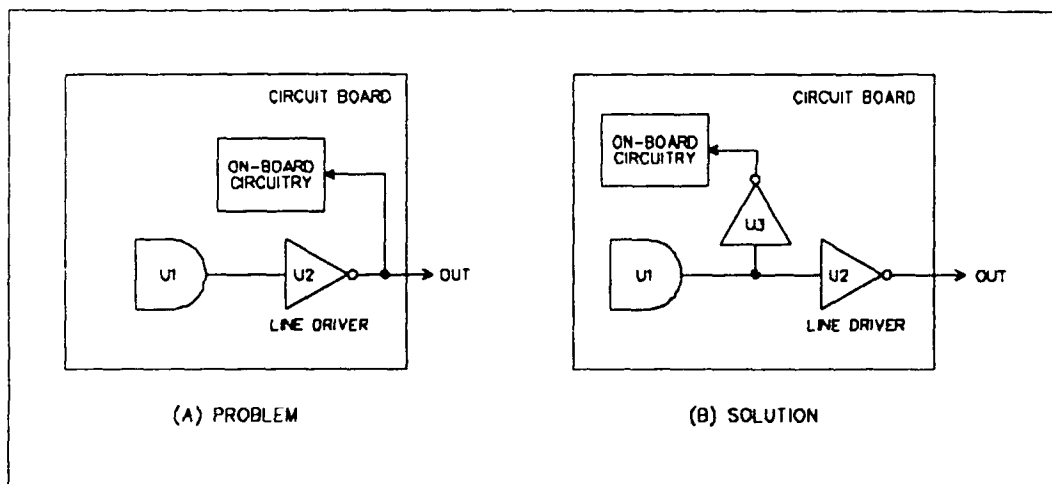 CIRCUIT BOARD
ON-BOARD
CIRCUITRY
U1
U2
OUT
LINE DRIVER
(A) PROBLEM
CIRCUIT BOARD
ON-BOARD
CIRCUITRY
U3
U1
U2
OUT
LINE DRIVER
(B) SOLUTION